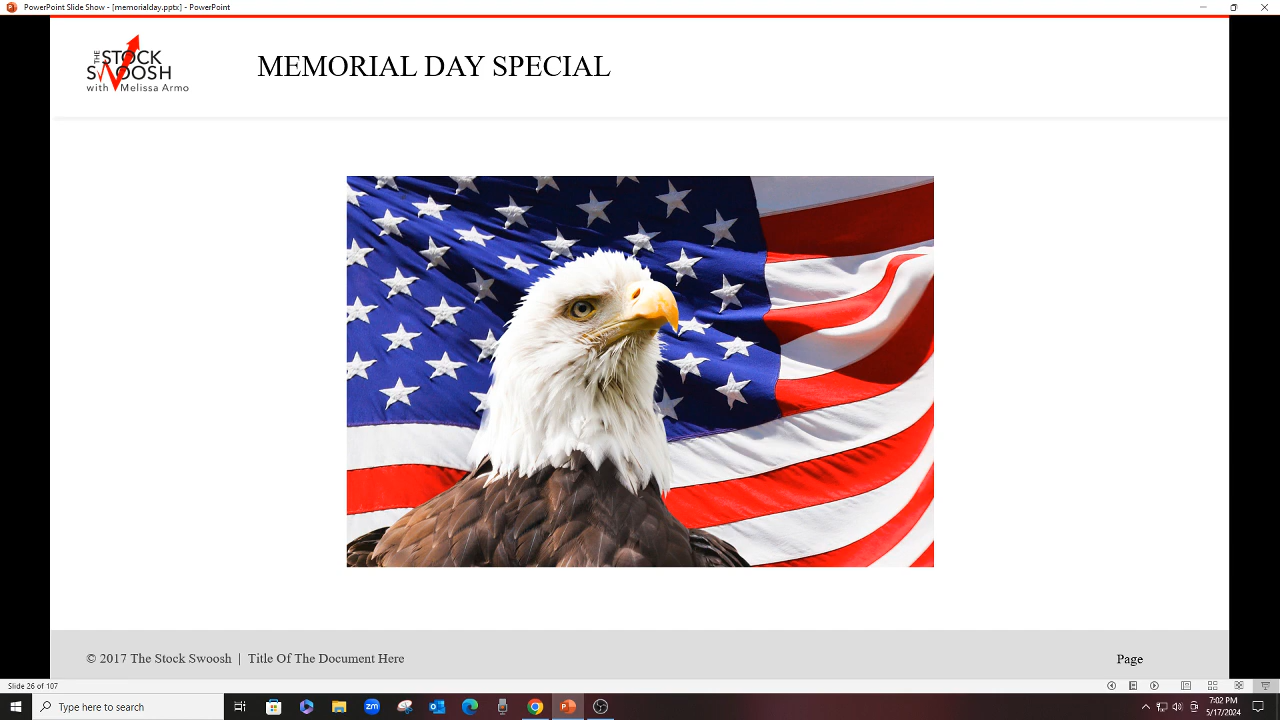 PowerPoint Slide Show - [memorialday.pptx] - PowerPoint
THE STOCK
SWOOSH
with Melissa Armo
MEMORIAL DAY SPECIAL
© 2017 The Stock Swoosh | Title Of The Document Here
Page
Slide 26 of 107
Type here to search
7:02 PM
5/17/2024